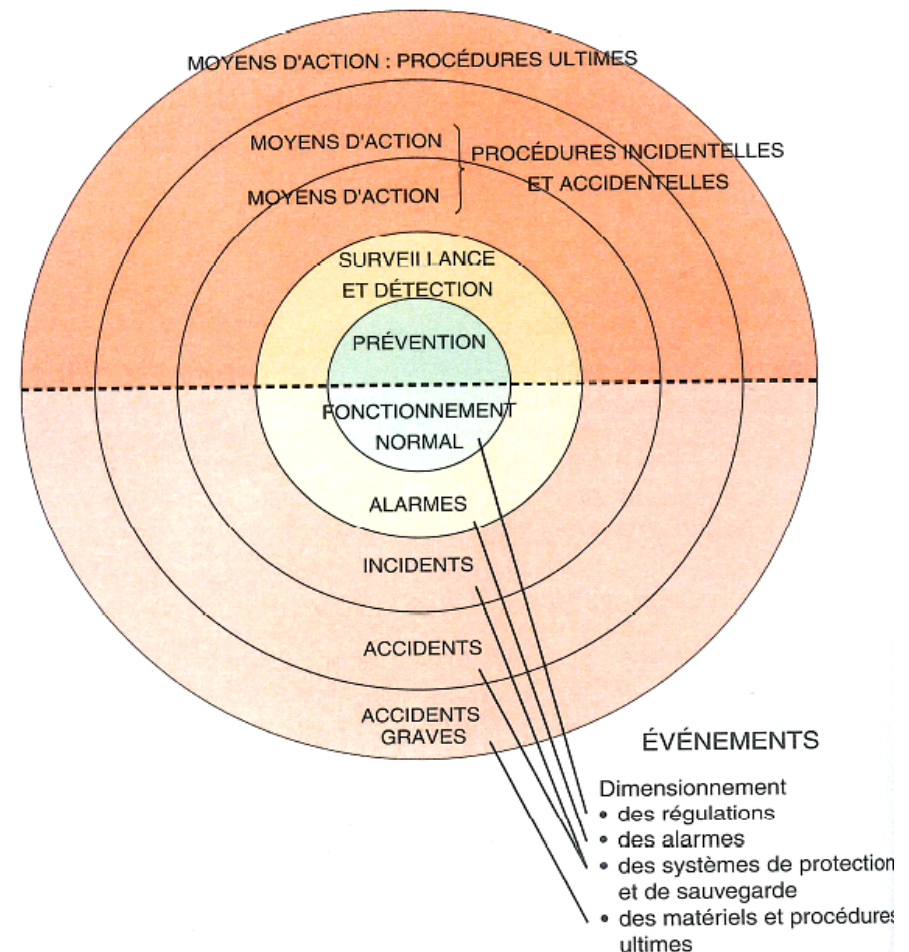 MOYENS D'ACTION : PROCÉDURES ULTIMES
MOYENS D'ACTION
PROCÉDURES INCIDENTELLES
ET ACCIDENTELLES
MOYENS D'ACTION
SURVEILLANCE
ET DÉTECTION
PRÉVENTION
FONCTIONNEMENT
NORMAL
ALARMES
INCIDENTS
ACCIDENTS
ACCIDENTS
GRAVES
ÉVÉNEMENTS
Dimensionnement
• des régulations
• des alarmes
• des systèmes de protection
et de sauvegarde
• des matériels et procédures
ultimes